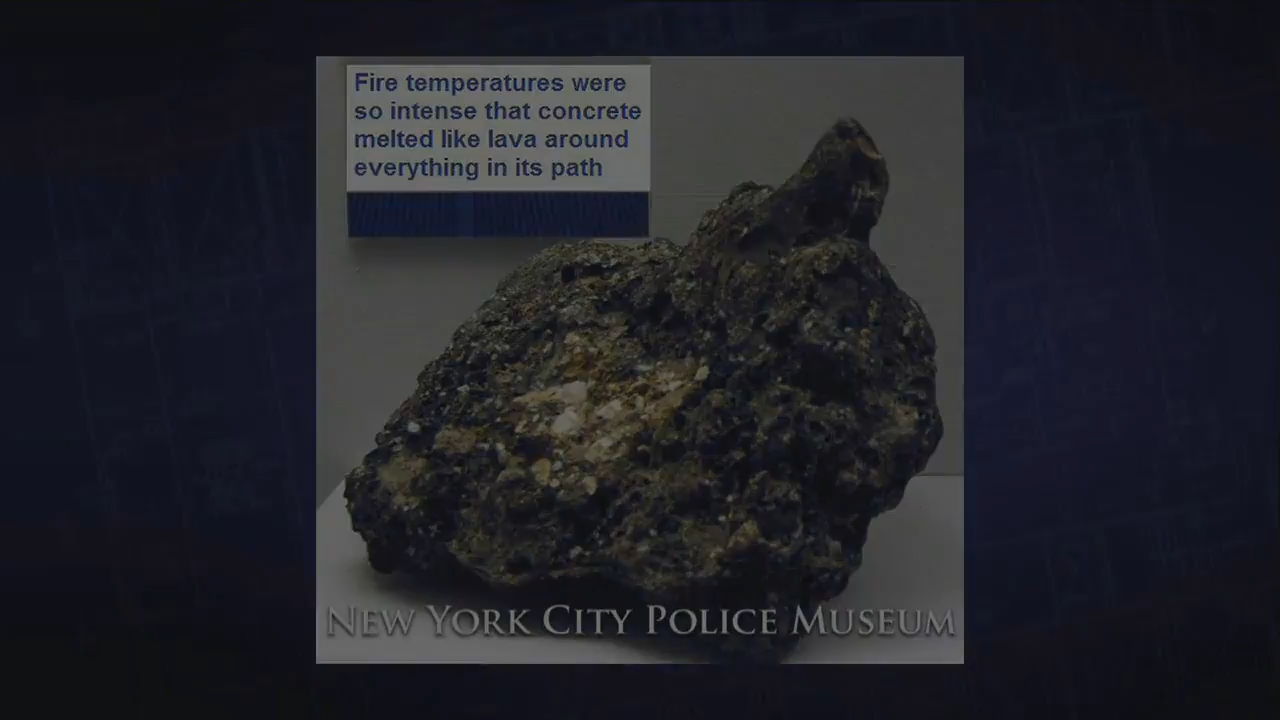 Fire temperatures were
so intense that concrete
melted like lava around
everything in its path
New York City Police Museum